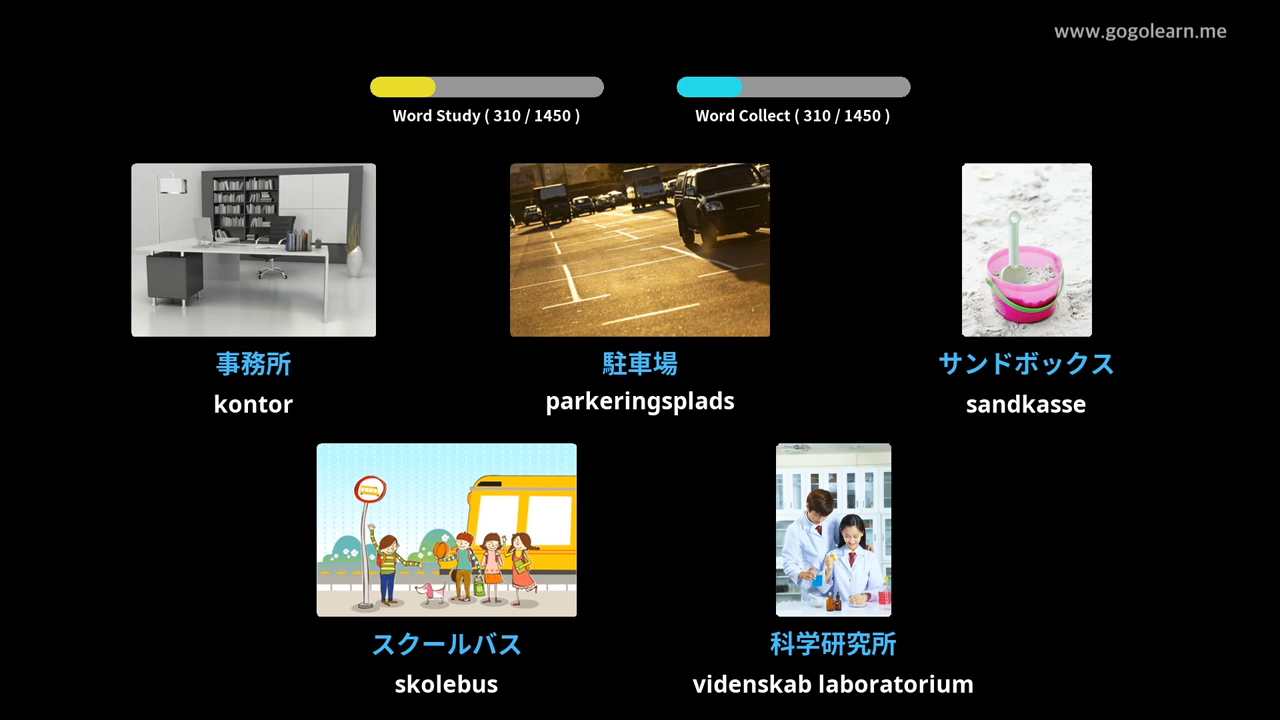 www.gogolearn.me
Word Study ( 310 / 1450 )
Word Collect ( 310 / 1450 )
事務所
kontor
駐車場
parkeringsplads
サンドボックス
sandkasse
スクールバス
skolebus
科学研究所
videnskab laboratorium